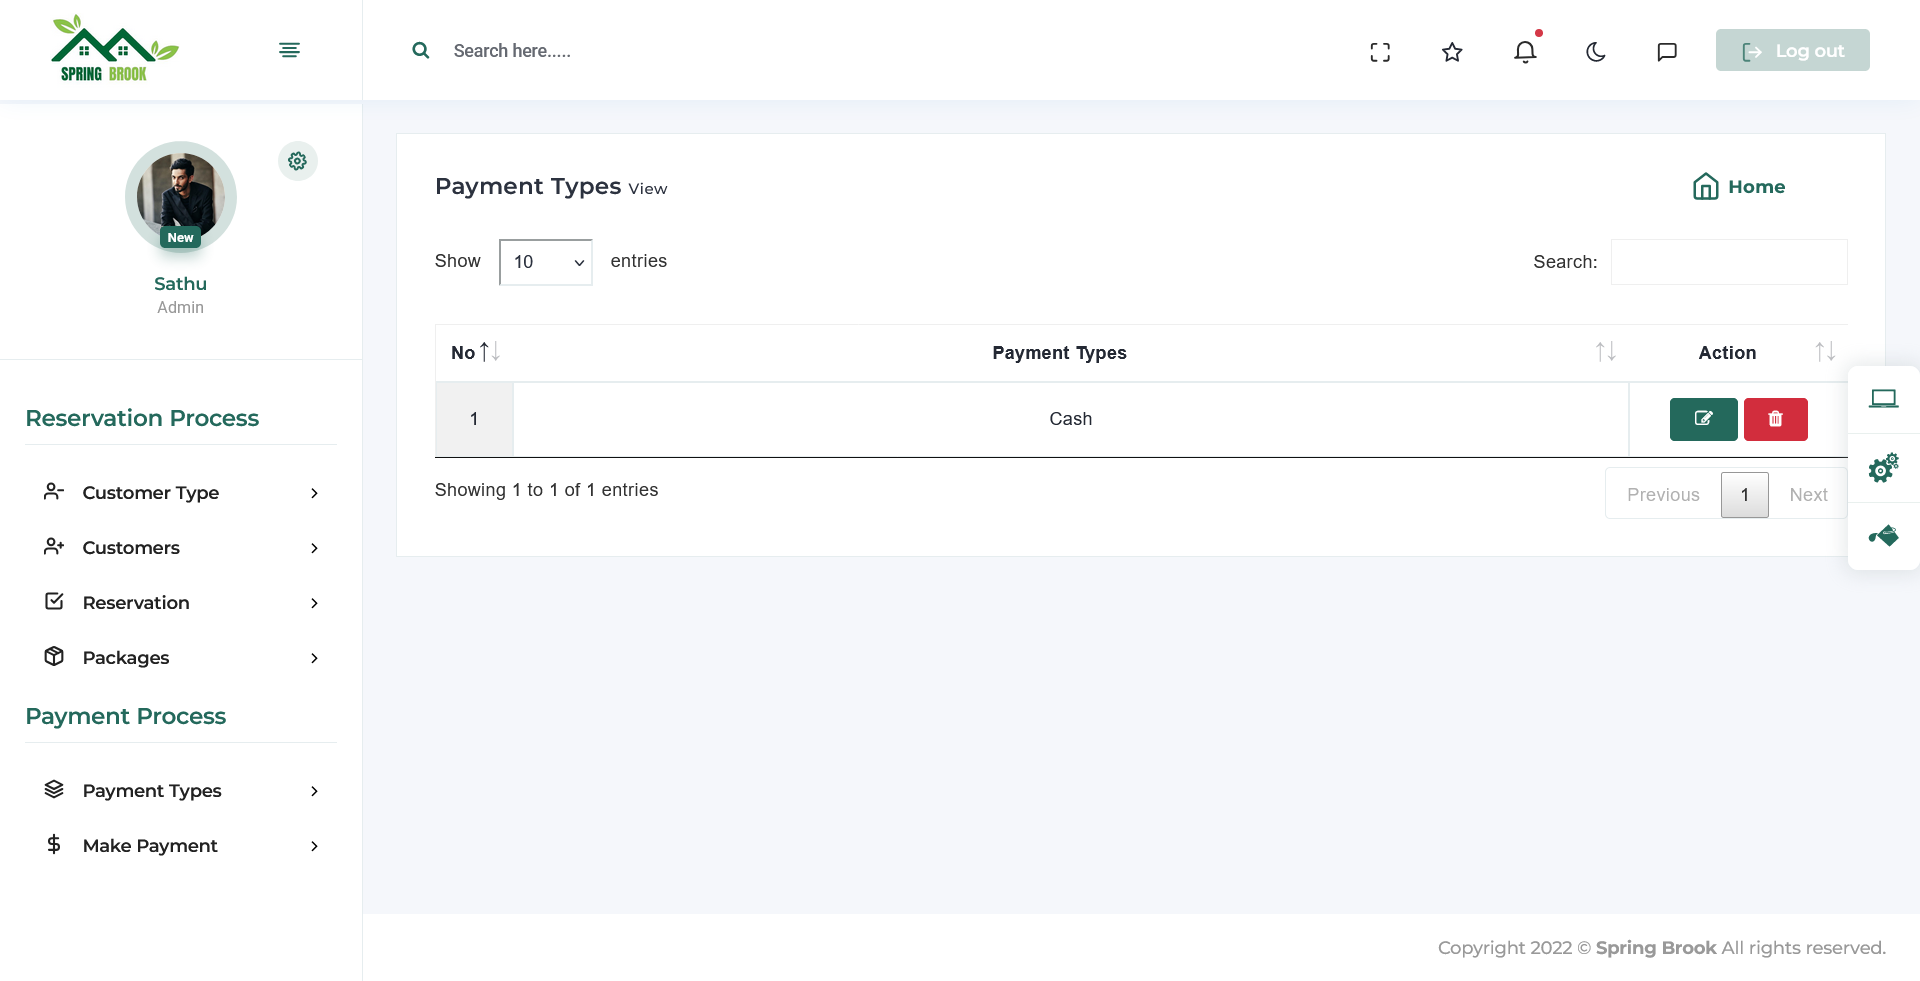 SPRING BROOK
Search here.....
Log out
New
Sathu
Admin
Reservation Process
Customer Type
Customers
Reservation
Packages
Payment Process
Payment Types
Make Payment
Payment Types View
Home
Show 10 entries
Search:
No Payment Types Action
1 Cash
Showing 1 to 1 of 1 entries
Previous 1 Next
Copyright 2022 © Spring Brook All rights reserved.